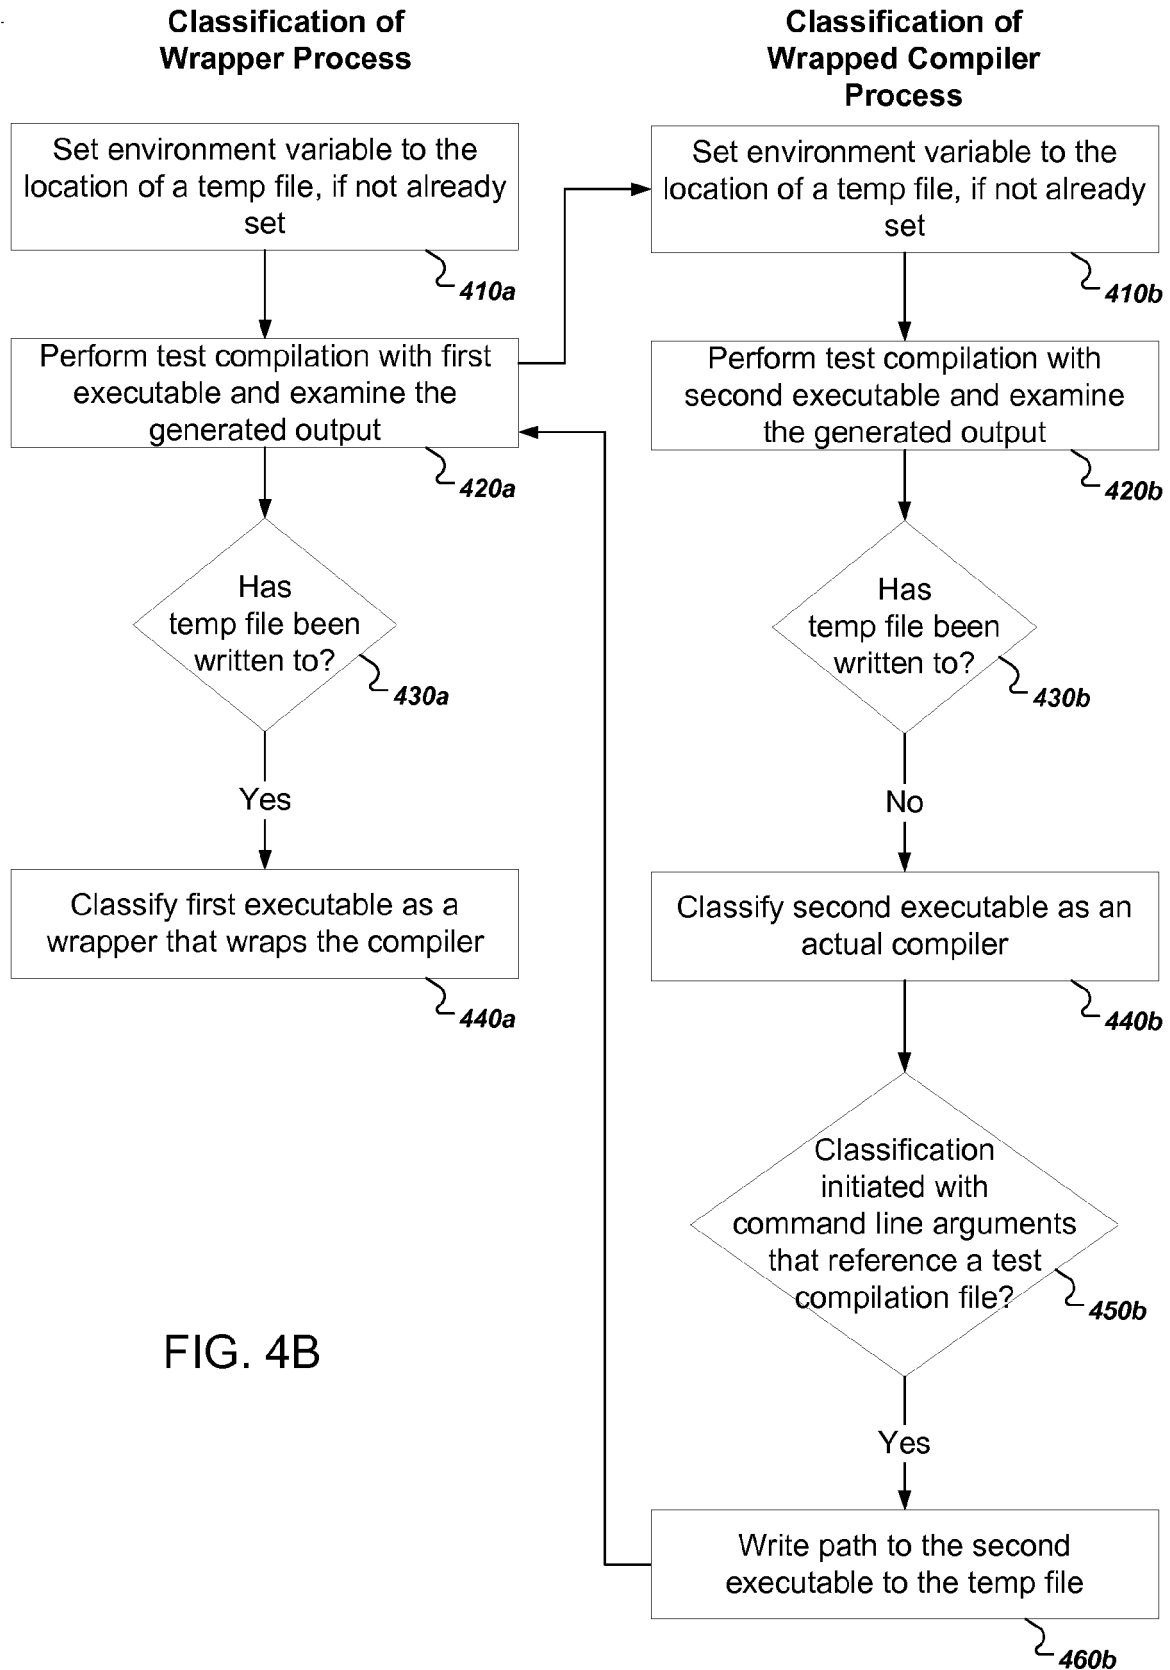 Classification of
Wrapper Process
Set environment variable to the
location of a temp file, if not already
set
410a
Perform test compilation with first
executable and examine the
generated output
420a
Has
temp file been
written to?
430a
Yes
Classify first executable as a
wrapper that wraps the compiler
440a
Classification of
Wrapped Compiler
Process
Set environment variable to the
location of a temp file, if not already
set
410b
Perform test compilation with
second executable and examine
the generated output
420b
Has
temp file been
written to?
430b
No
Classify second executable as an
actual compiler
440b
Classification
initiated with
command line arguments
that reference a test
compilation file?
450b
Yes
Write path to the second
executable to the temp file
460b
FIG. 4B